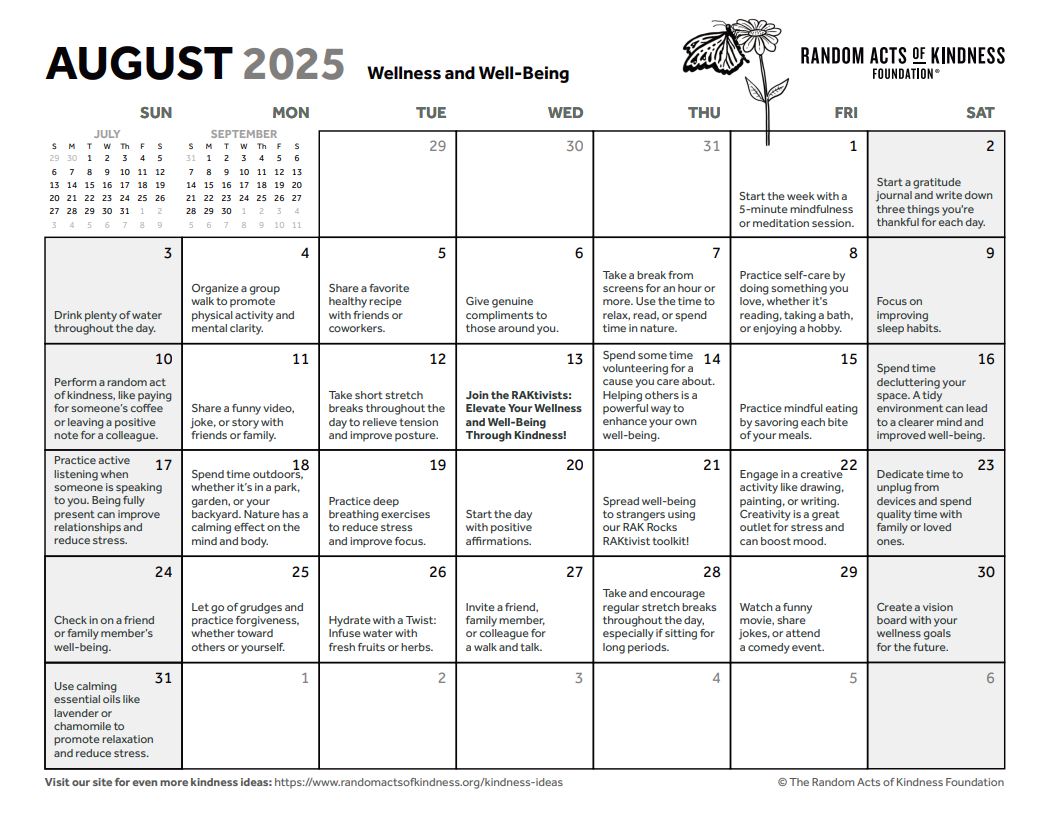 AUGUST 2025 Wellness and Well-Being
RANDOM ACTS OF KINDNESS
FOUNDATION®
SUN MON TUE WED THU FRI SAT
JULY
S M T W Th F S
29 30 1 2 3 4 5
6 7 8 9 10 11 12
13 14 15 16 17 18 19
20 21 22 23 24 25 26
27 28 29 30 31 1 2
3 4 5 6 7 8 9
SEPTEMBER
S M T W Th F S
31 1 2 3 4 5 6
7 8 9 10 11 12 13
14 15 16 17 18 19 20
21 22 23 24 25 26 27
28 29 30 1 2 3 4
5 6 7 8 9 10 11
29
30
31
1
Start the week with a
5-minute mindfulness
or meditation session.
2
Start a gratitude
journal and write down
three things you're
thankful for each day.
3
Drink plenty of water
throughout the day.
4
Organize a group
walk to promote
physical activity and
mental clarity.
5
Share a favorite
healthy recipe
with friends or
coworkers.
6
Give genuine
compliments to
those around you.
7
Take a break from
screens for an hour or
more. Use the time to
relax, read, or spend
time in nature.
8
Practice self-care by
doing something you
love, whether it's
reading, taking a bath,
or enjoying a hobby.
9
Focus on
improving
sleep habits.
10
Perform a random act
of kindness, like paying
for someone's coffee
or leaving a positive
note for a colleague.
11
Share a funny video,
joke, or story with
friends or family.
12
Take short stretch
breaks throughout the
day to relieve tension
and improve posture.
13
Join the RAKtivists:
Elevate Your Wellness
and Well-Being
Through Kindness!
14
Spend some time
volunteering for a
cause you care about.
Helping others is a
powerful way to
enhance your own
well-being.
15
Practice mindful eating
by savoring each bite
of your meals.
16
Spend time
decluttering your
space. A tidy
environment can lead
to a clearer mind and
improved well-being.
17
Practice active
listening when
someone is speaking
to you. Being fully
present can improve
relationships and
reduce stress.
18
Spend time outdoors,
whether it's in a park,
garden, or your
backyard. Nature has a
calming effect on the
mind and body.
19
Practice deep
breathing exercises
to reduce stress
and improve focus.
20
Start the day
with positive
affirmations.
21
Spread well-being
to strangers using
our RAK Rocks
RAKtivist toolkit!
22
Engage in a creative
activity like drawing,
painting, or writing.
Creativity is a great
outlet for stress and
can boost mood.
23
Dedicate time to
unplug from
devices and spend
quality time with
family or loved
ones.
24
Check in on a friend
or family member's
well-being.
25
Let go of grudges and
practice forgiveness,
whether toward
others or yourself.
26
Hydrate with a Twist:
Infuse water with
fresh fruits or herbs.
27
Invite a friend,
family member,
or colleague for
a walk and talk.
28
Take and encourage
regular stretch breaks
throughout the day,
especially if sitting for
long periods.
29
Watch a funny
movie, share
jokes, or attend
a comedy event.
30
Create a vision
board with your
wellness goals
for the future.
31
Use calming
essential oils like
lavender or
chamomile to
promote relaxation
and reduce stress.
1
2
3
4
5
6
Visit our site for even more kindness ideas: https://www.randomactsofkindness.org/kindness-ideas
© The Random Acts of Kindness Foundation